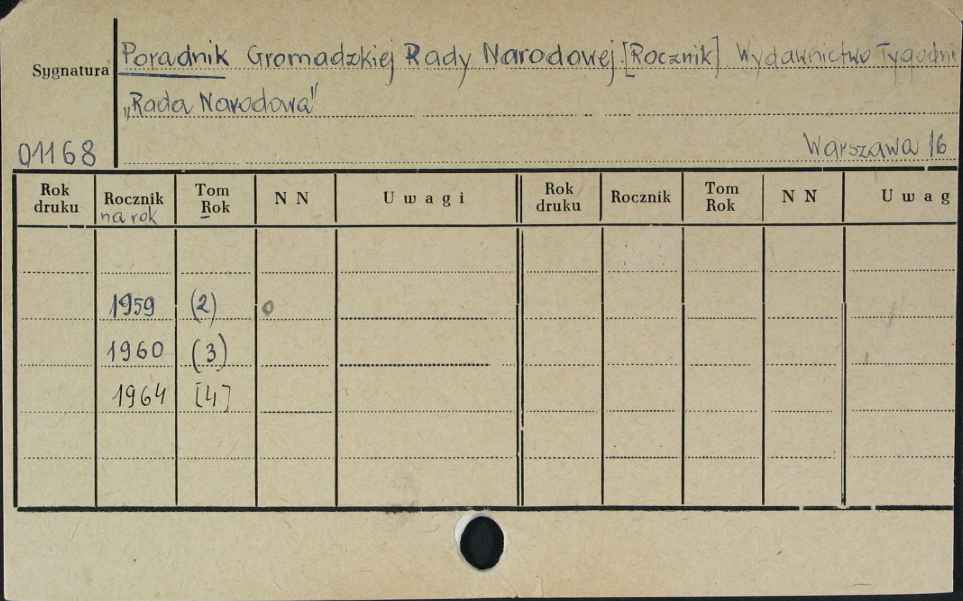 Poradnik Gromadzkiej Rady Narodowej. [Rocznik] Wydawnictwo Tygodni
Sygnatura
„Rada Narodowa"
01168
Warszawa 16
Rok druku Rocznik na rok Tom Rok N N Uwagi Rok druku Rocznik Tom Rok N N Uwag
1959 (2) 0
1960 (3)
1964 [4]